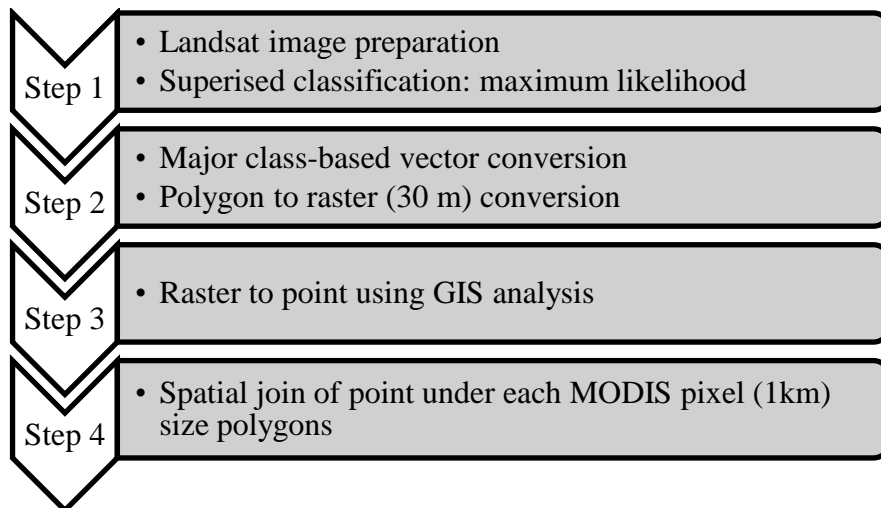 Step 1
• Landsat image preparation
• Superised classification: maximum likelihood
Step 2
• Major class-based vector conversion
• Polygon to raster (30 m) conversion
Step 3
• Raster to point using GIS analysis
Step 4
• Spatial join of point under each MODIS pixel (1km)
size polygons